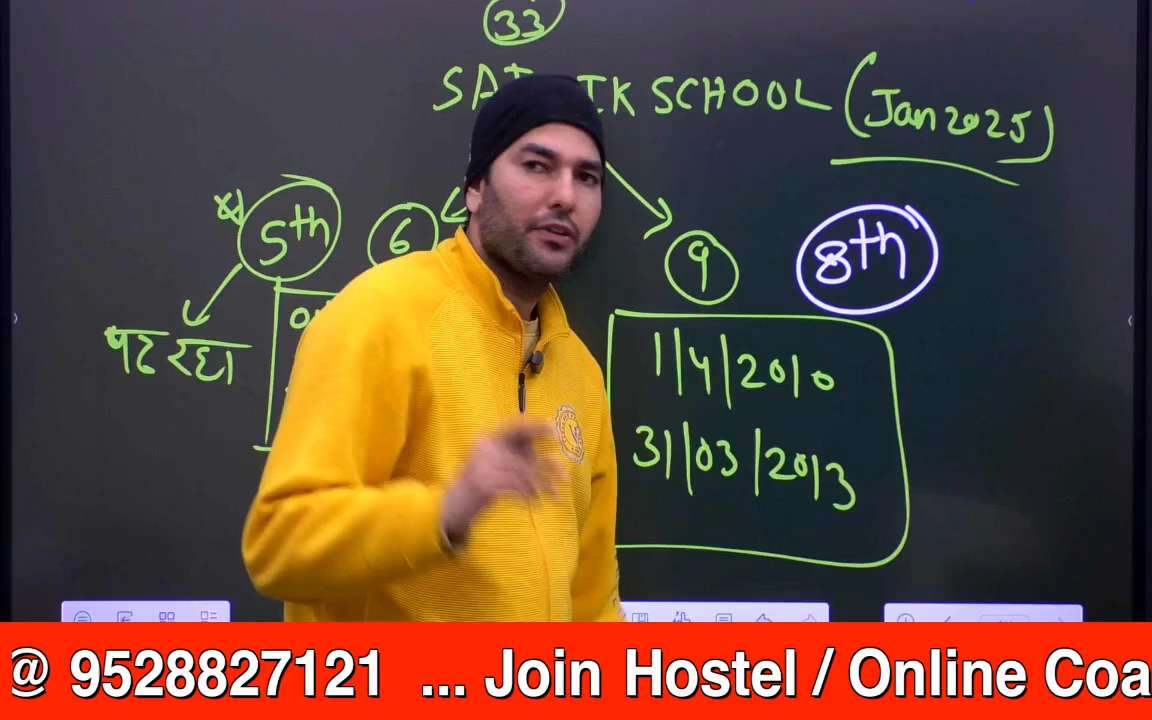 33
SAI IK SCHOOL (Jan 2025)
5th
6
9
8th
पढ रहा
1/4/2010
31/03/2013
@ 9528827121 ... Join Hostel / Online Coa